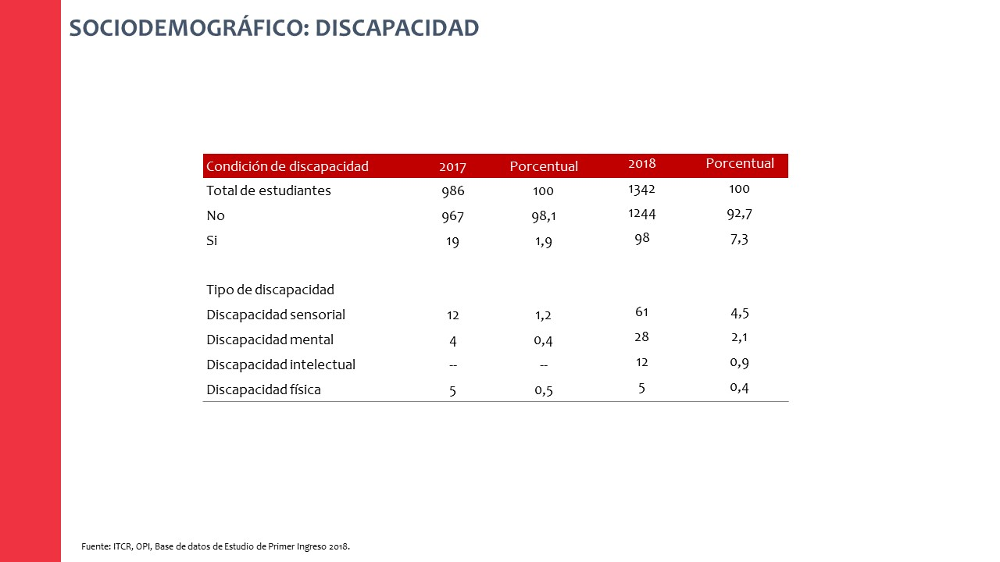 SOCIODEMOGRÁFICO: DISCAPACIDAD
Condición de discapacidad 2017 Porcentual 2018 Porcentual
Total de estudiantes 986 100 1342 100
No 967 98,1 1244 92,7
Si 19 1,9 98 7,3
Tipo de discapacidad
Discapacidad sensorial 12 1,2 61 4,5
Discapacidad mental 4 0,4 28 2,1
Discapacidad intelectual -- -- 12 0,9
Discapacidad física 5 0,5 5 0,4
Fuente: ITCR, OPI, Base de datos de Estudio de Primer Ingreso 2018.